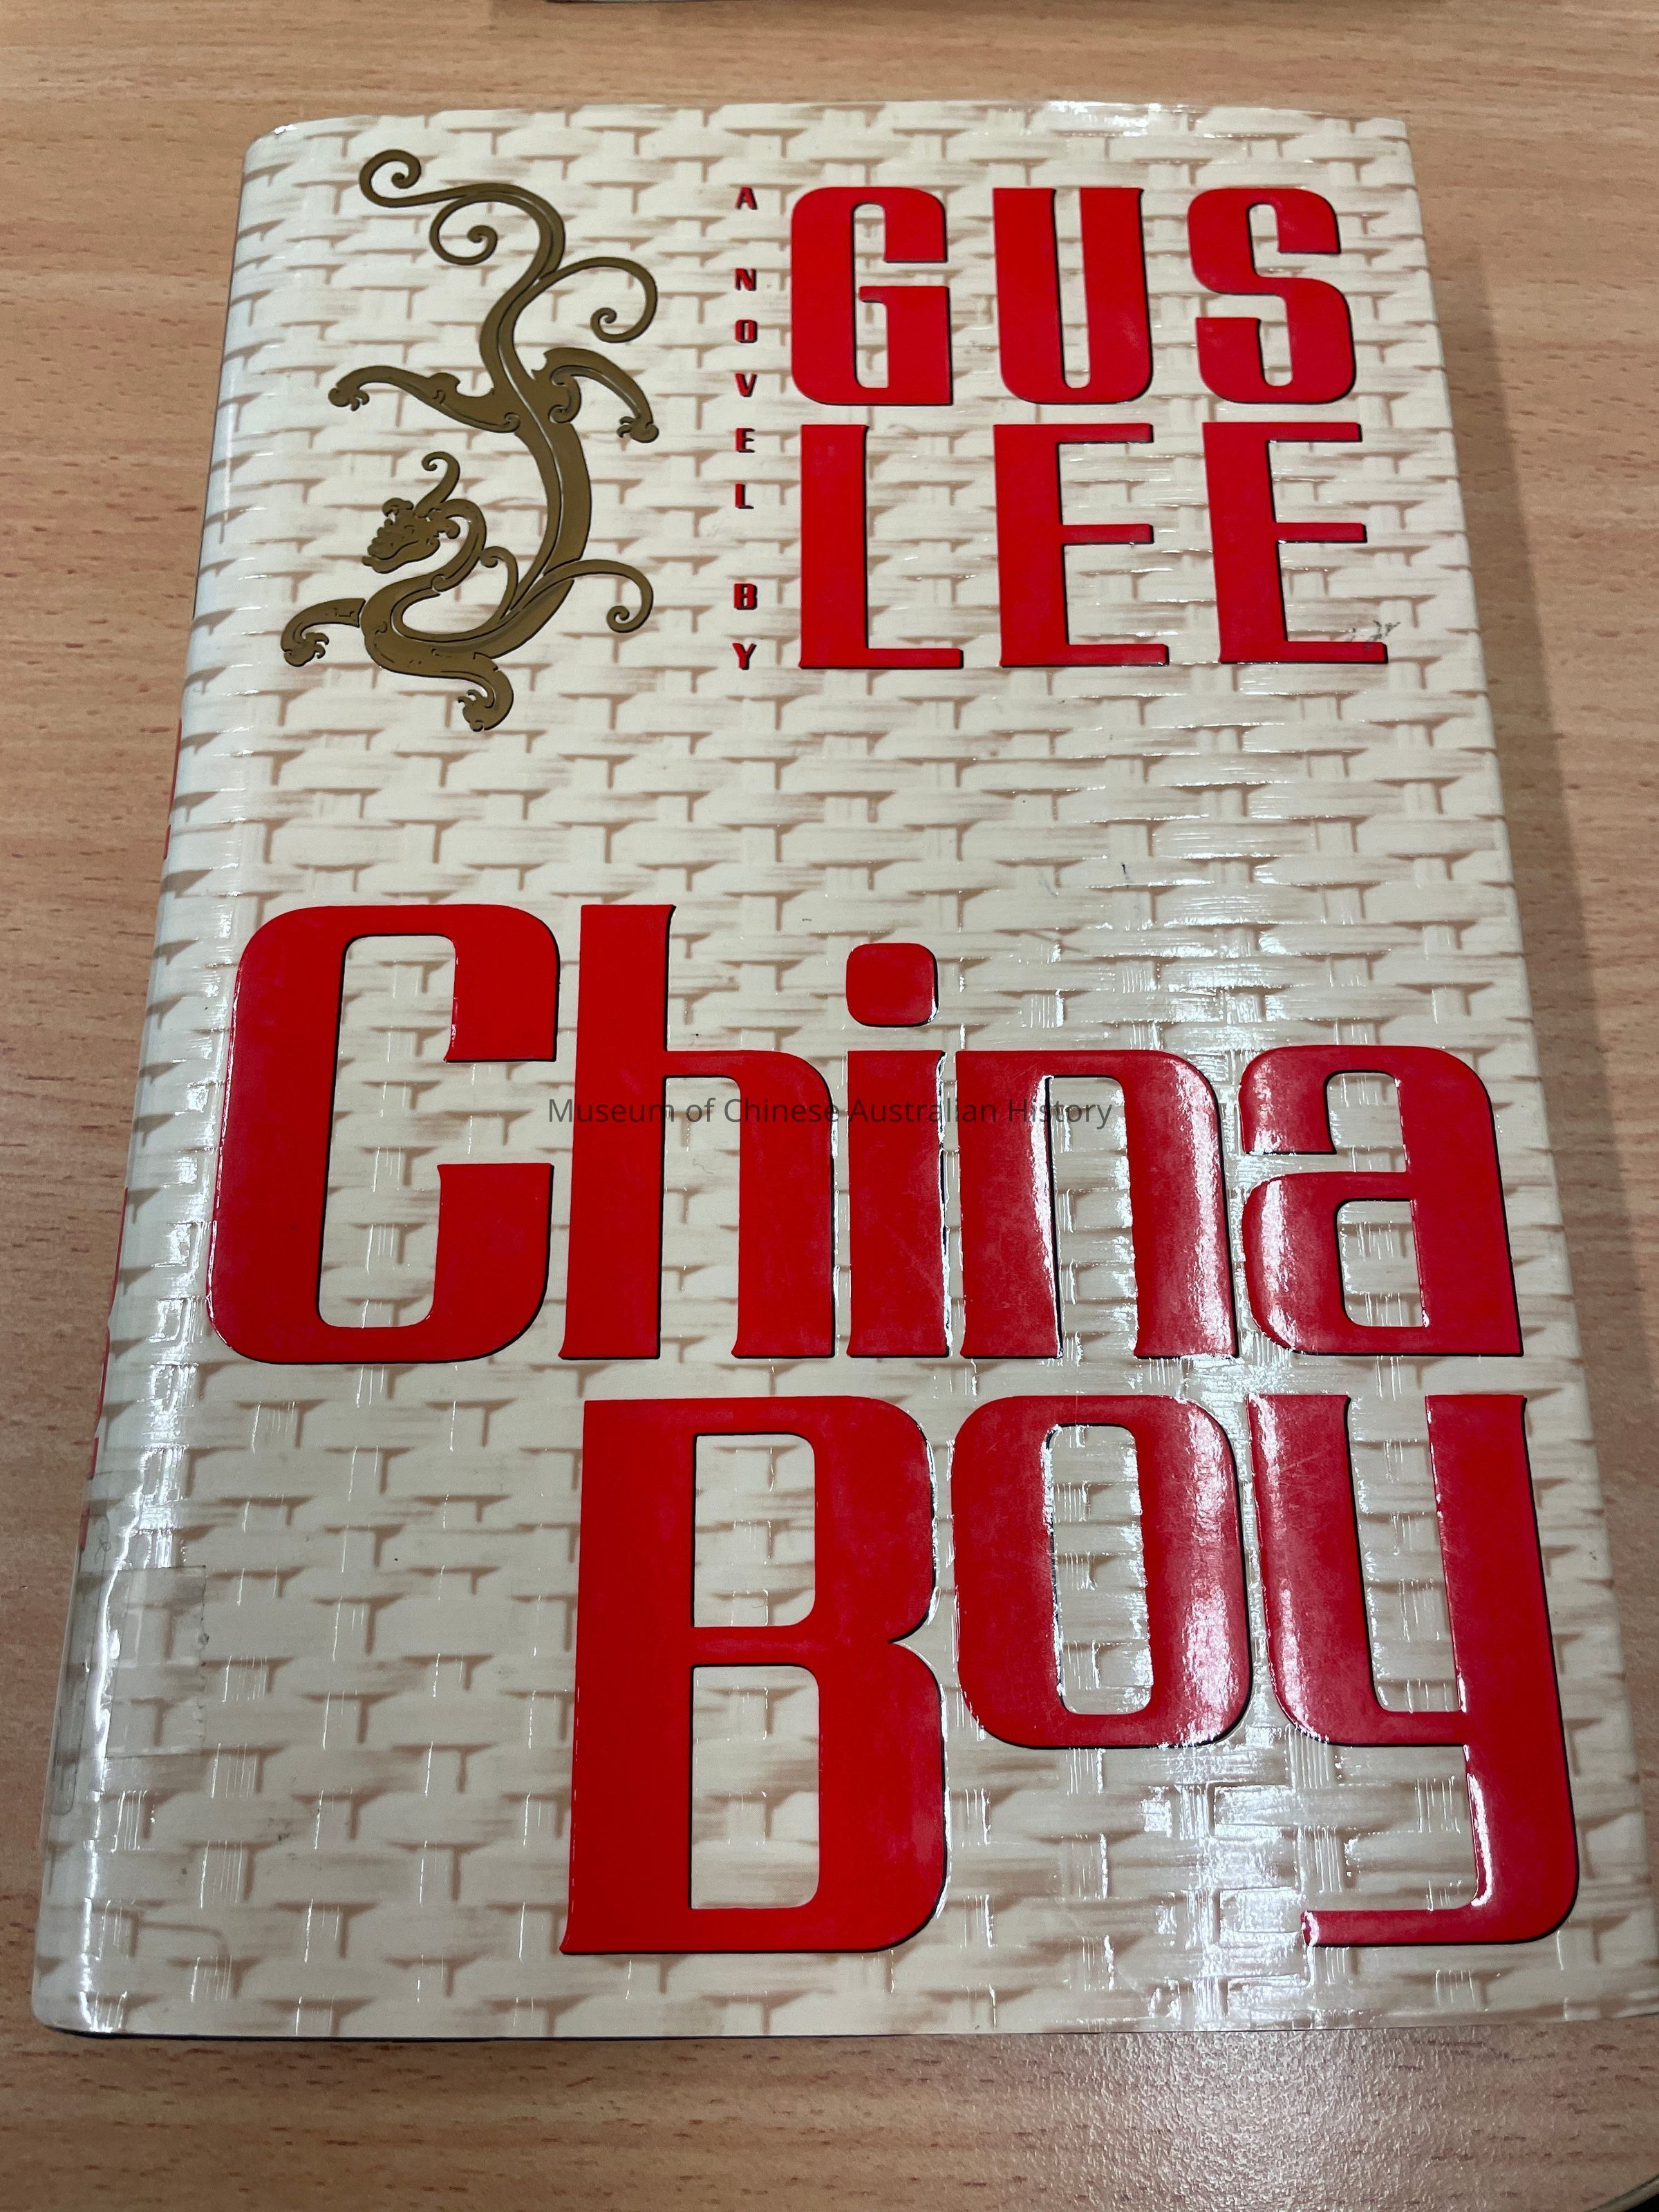 A NOVEL BY
GUS
LEE
China
Boy
Museum of Chinese Australian History